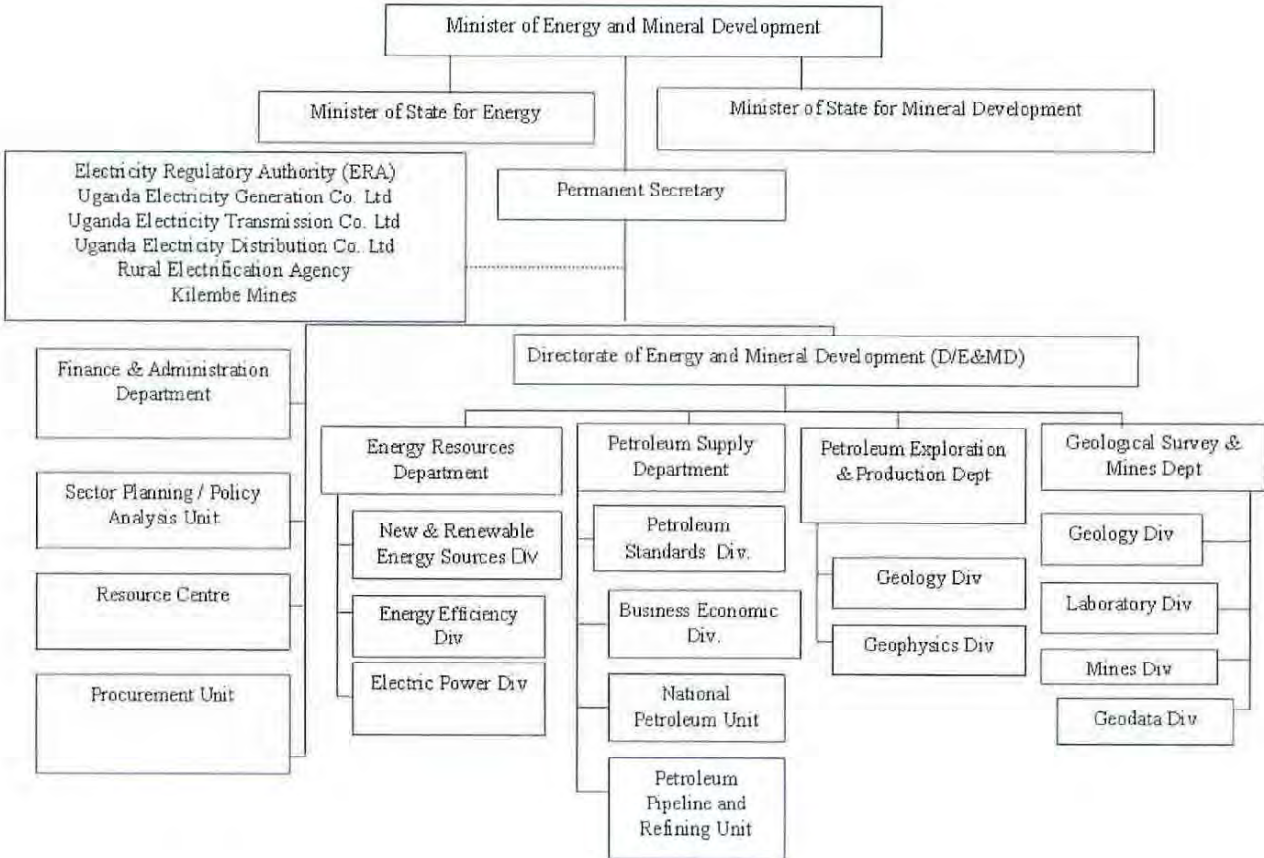 Minister of Energy and Mineral Development
Minister of State for Energy
Minister of State for Mineral Development
Electricity Regulatory Authority (ERA)
Uganda Electricity Generation Co. Ltd
Uganda Electricity Transmission Co. Ltd
Uganda Electricity Distribution Co. Ltd
Rural Electrification Agency
Kilembe Mines
Permanent Secretary
Finance & Administration
Department
Sector Planning / Policy
Analysis Unit
Resource Centre
Procurement Unit
Directorate of Energy and Mineral Development (D/E&MD)
Energy Resources
Department
New & Renewable
Energy Sources Div
Energy Efficiency
Div
Electric Power Div
Petroleum Supply
Department
Petroleum
Standards Div.
Business Economic
Div.
National
Petroleum Unit
Petroleum
Pipeline and
Refining Unit
Petroleum Exploration
& Production Dept
Geology Div
Geophysics Div
Geological Survey &
Mines Dept
Geology Div
Laboratory Div
Mines Div
Geodata Div